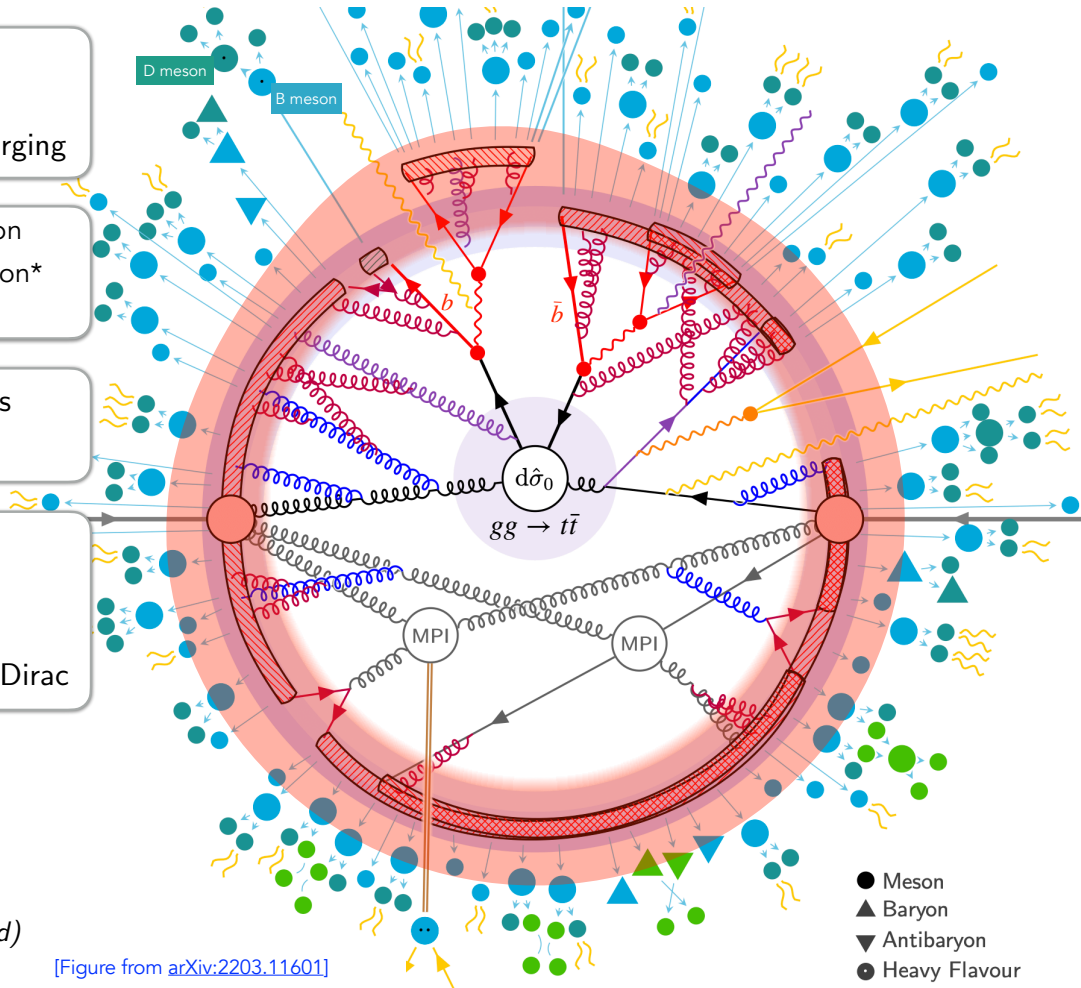 rging
on
on*
s
Dirac
d)
D meson
B meson
b
b̄
dσ̂₀
gg → tt̄
MPI
MPI
Meson
Baryon
Antibaryon
Heavy Flavour
[Figure from arXiv:2203.11601]